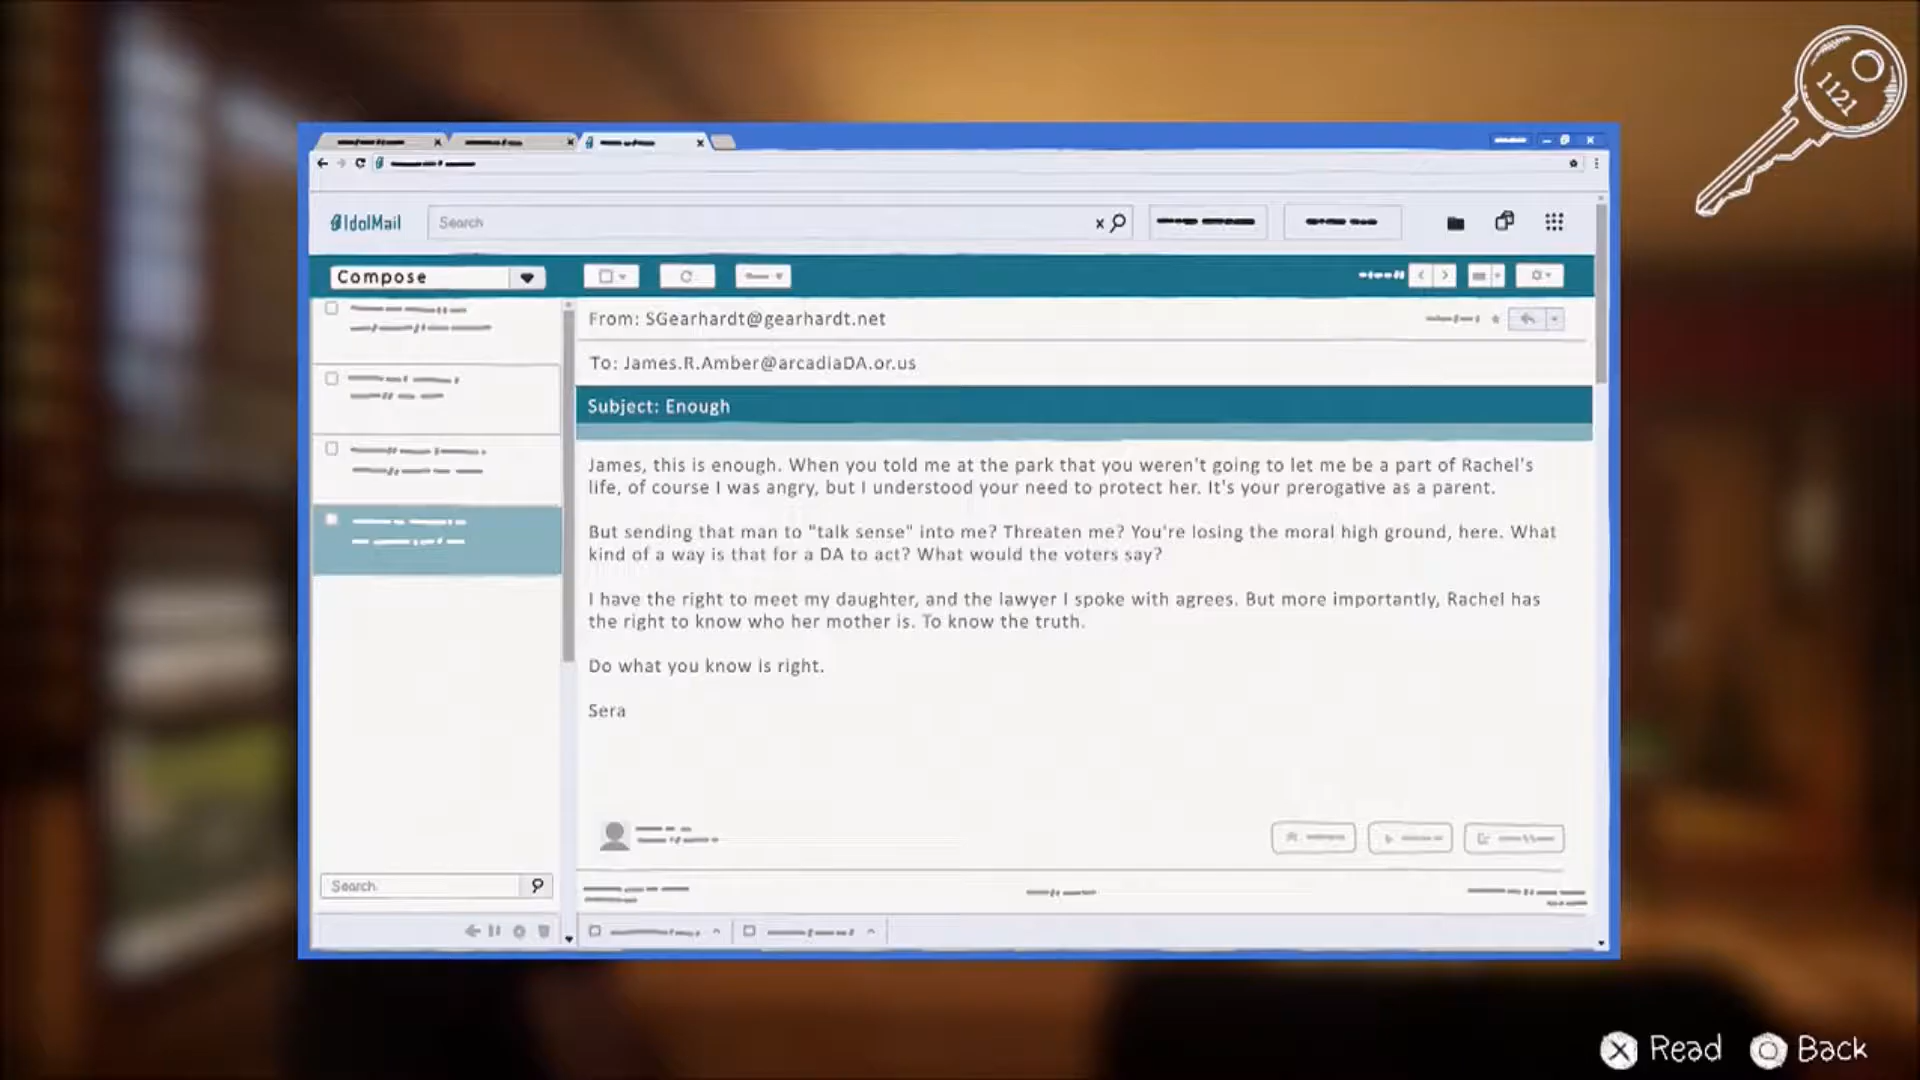 1121
IdolMail
Search
Compose
From: SGearhardt@gearhardt.net
To: James.R.Amber@arcadiaDA.or.us
Subject: Enough
James, this is enough. When you told me at the park that you weren't going to let me be a part of Rachel's
life, of course I was angry, but I understood your need to protect her. It's your prerogative as a parent.
But sending that man to "talk sense" into me? Threaten me? You're losing the moral high ground, here. What
kind of a way is that for a DA to act? What would the voters say?
I have the right to meet my daughter, and the lawyer I spoke with agrees. But more importantly, Rachel has
the right to know who her mother is. To know the truth.
Do what you know is right.
Sera
Search
Read
Back